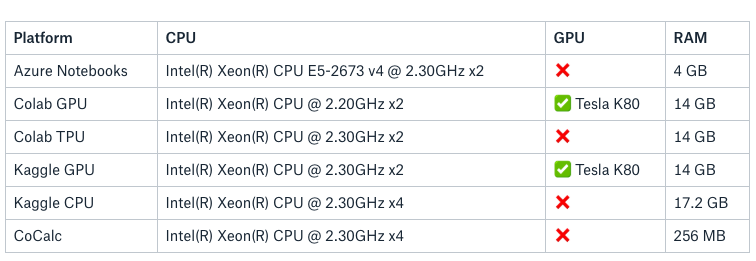 Platform CPU GPU RAM
Azure Notebooks Intel(R) Xeon(R) CPU E5-2673 v4 @ 2.30GHz x2 ❌ 4 GB
Colab GPU Intel(R) Xeon(R) CPU @ 2.20GHz x2 ✅ Tesla K80 14 GB
Colab TPU Intel(R) Xeon(R) CPU @ 2.30GHz x2 ❌ 14 GB
Kaggle GPU Intel(R) Xeon(R) CPU @ 2.30GHz x2 ✅ Tesla K80 14 GB
Kaggle CPU Intel(R) Xeon(R) CPU @ 2.30GHz x4 ❌ 17.2 GB
CoCalc Intel(R) Xeon(R) CPU @ 2.30GHz x4 ❌ 256 MB